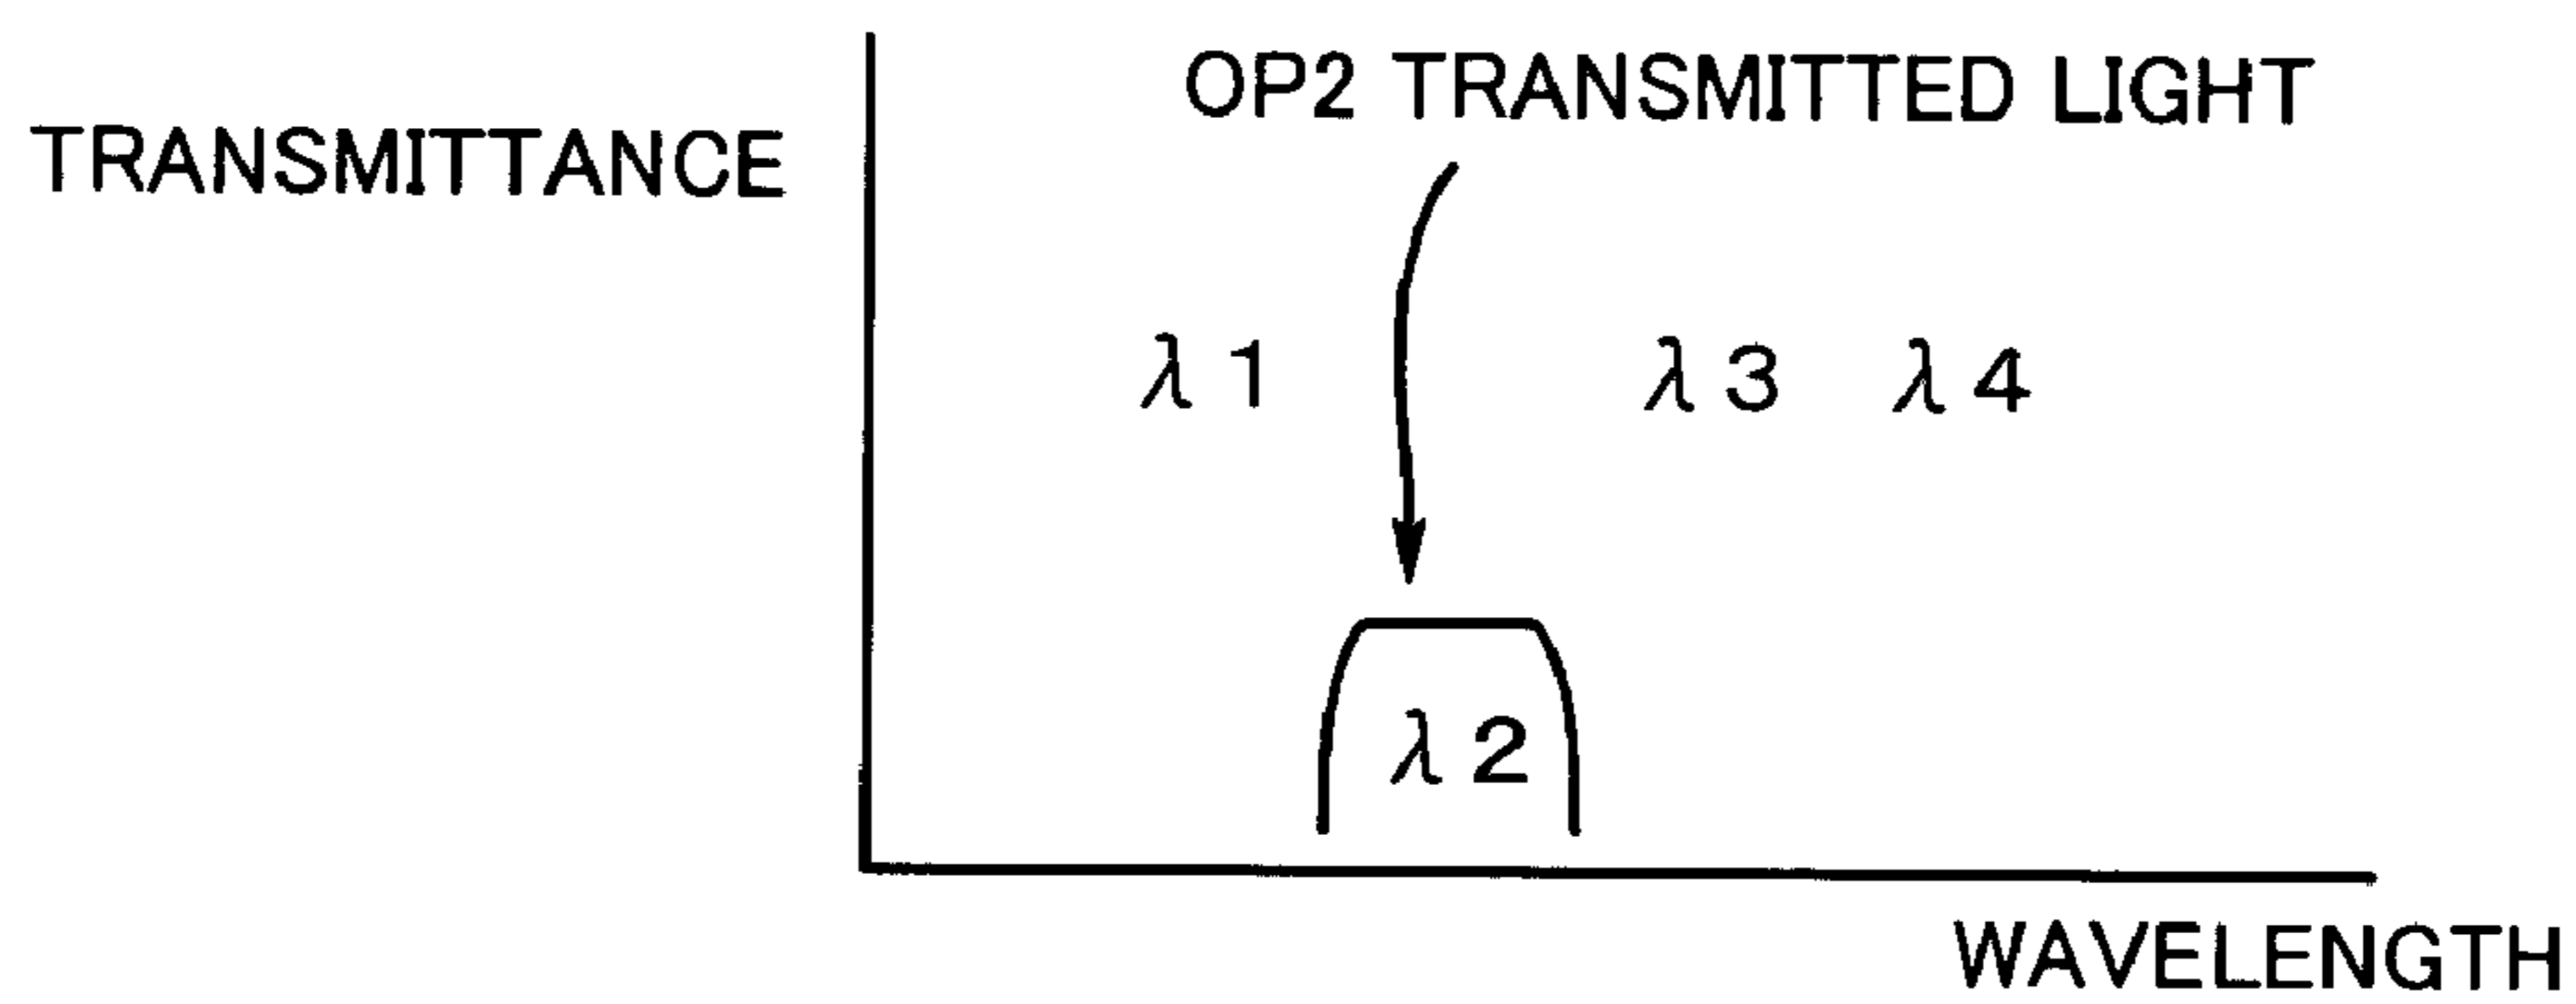 OP2 TRANSMITTED LIGHT
TRANSMITTANCE
λ1 λ3 λ4
λ2
WAVELENGTH